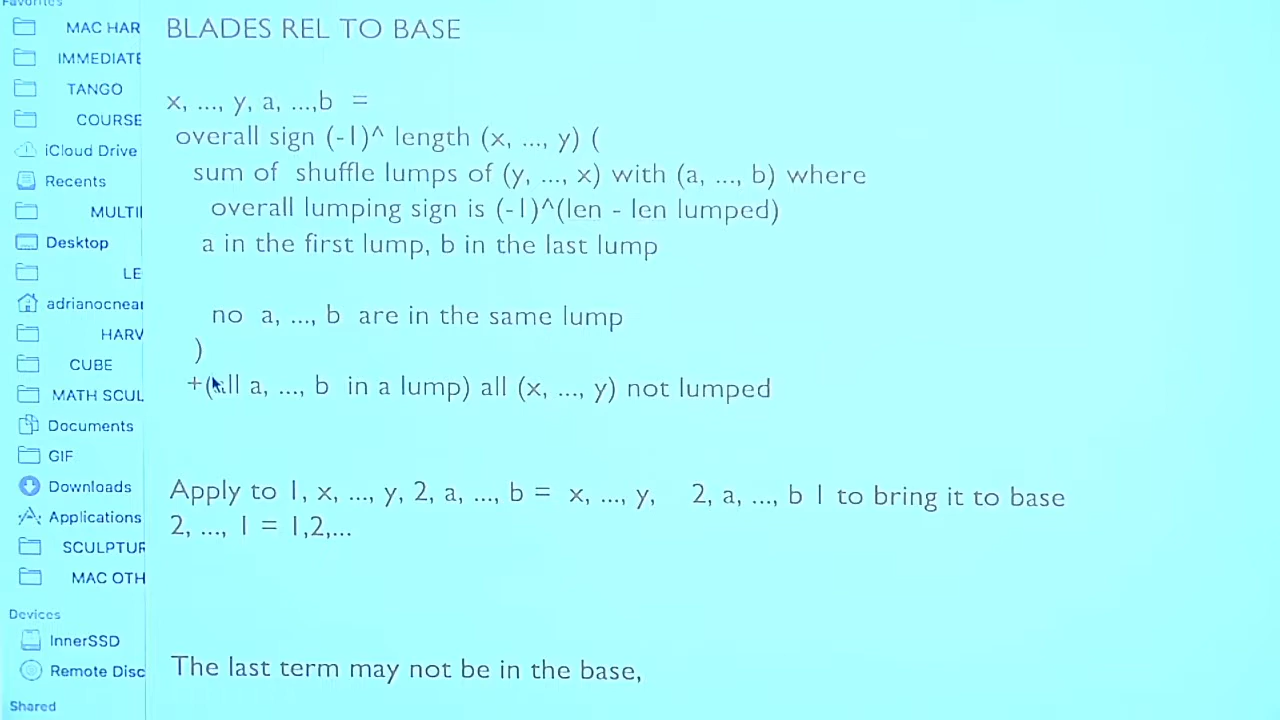 Favorites
MAC HAR
IMMEDIATE
TANGO
COURSE
iCloud Drive
Recents
MULTI
Desktop
LE
adrianocnear
HARV
CUBE
MATH SCUL
Documents
GIF
Downloads
Applications
SCULPTUR
MAC OTH
Devices
InnerSSD
Remote Disc
Shared
BLADES REL TO BASE
x, ..., y, a, ...,b =
overall sign (-1)^ length (x, ..., y) (
sum of shuffle lumps of (y, ..., x) with (a, ..., b) where
overall lumping sign is (-1)^(len - len lumped)
a in the first lump, b in the last lump
no a, ..., b are in the same lump
)
+(all a, ..., b in a lump) all (x, ..., y) not lumped
Apply to 1, x, ..., y, 2, a, ..., b = x, ..., y, 2, a, ..., b 1 to bring it to base
2, ..., 1 = 1,2,...
The last term may not be in the base,